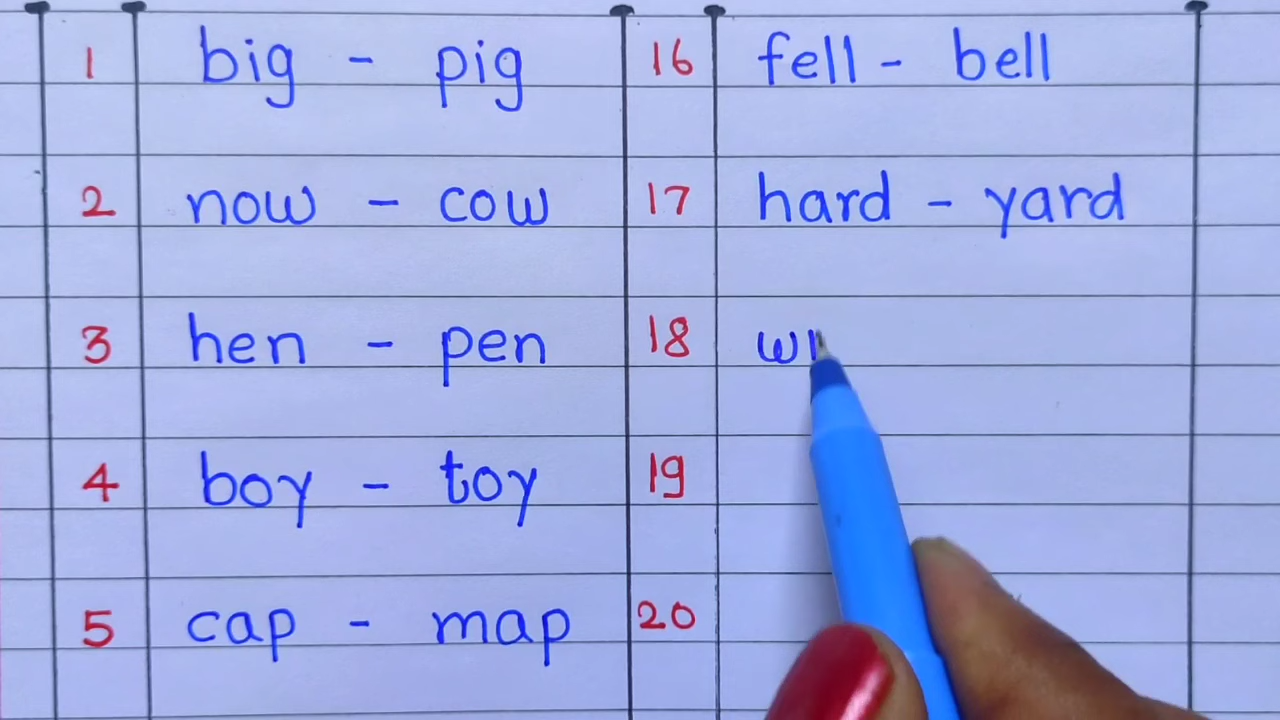 1 big - pig
2 now - cow
3 hen - pen
4 boy - toy
5 cap - map
16 fell - bell
17 hard - yard
18
19
20